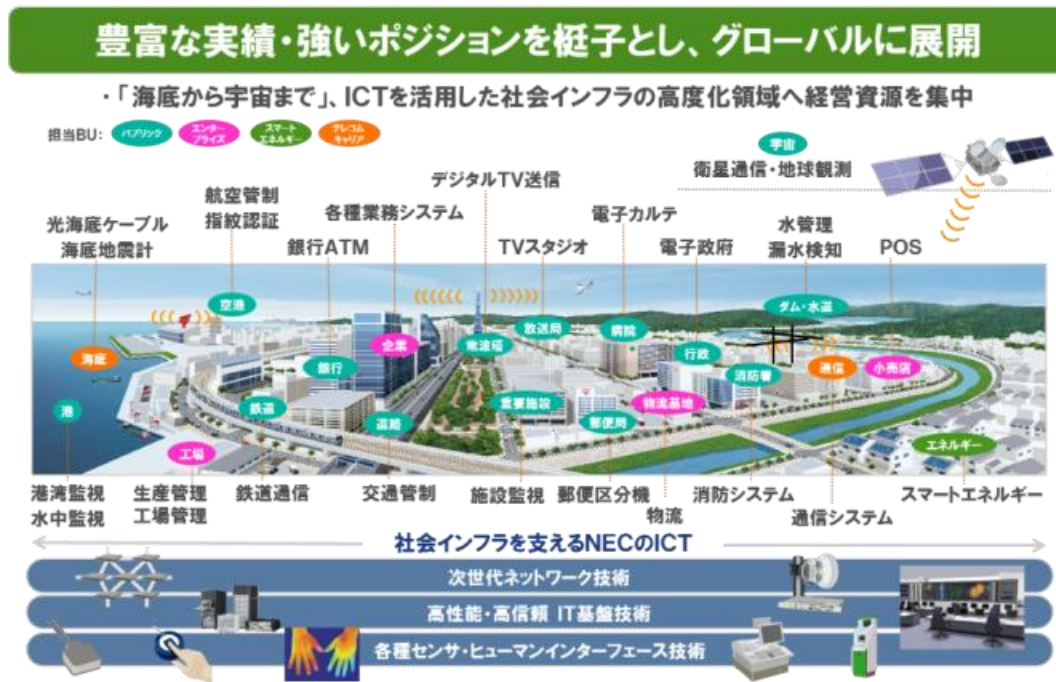 豊富な実績・強いポジションを梃子とし、グローバルに展開
・「海底から宇宙まで」、ICTを活用した社会インフラの高度化領域へ経営資源を集中
担当BU:
パブリック
エンタープライズ
スマートエネルギー
テレコムキャリア
宇宙
衛星通信・地球観測
デジタルTV送信
航空管制
指紋認証
各種業務システム
電子カルテ
水管理
漏水検知
光海底ケーブル
海底地震計
銀行ATM
TVスタジオ
電子政府
POS
空港
ダム・水道
海底
企業
電波塔
放送局
病院
行政
銀行
消防署
通信
小売店
港
鉄道
道路
重要施設
郵便局
物流基地
工場
エネルギー
港湾監視
水中監視
生産管理
工場管理
鉄道通信
交通管制
施設監視
郵便区分機
物流
消防システム
通信システム
スマートエネルギー
社会インフラを支えるNECのICT
次世代ネットワーク技術
高性能・高信頼 IT基盤技術
各種センサ・ヒューマンインターフェース技術